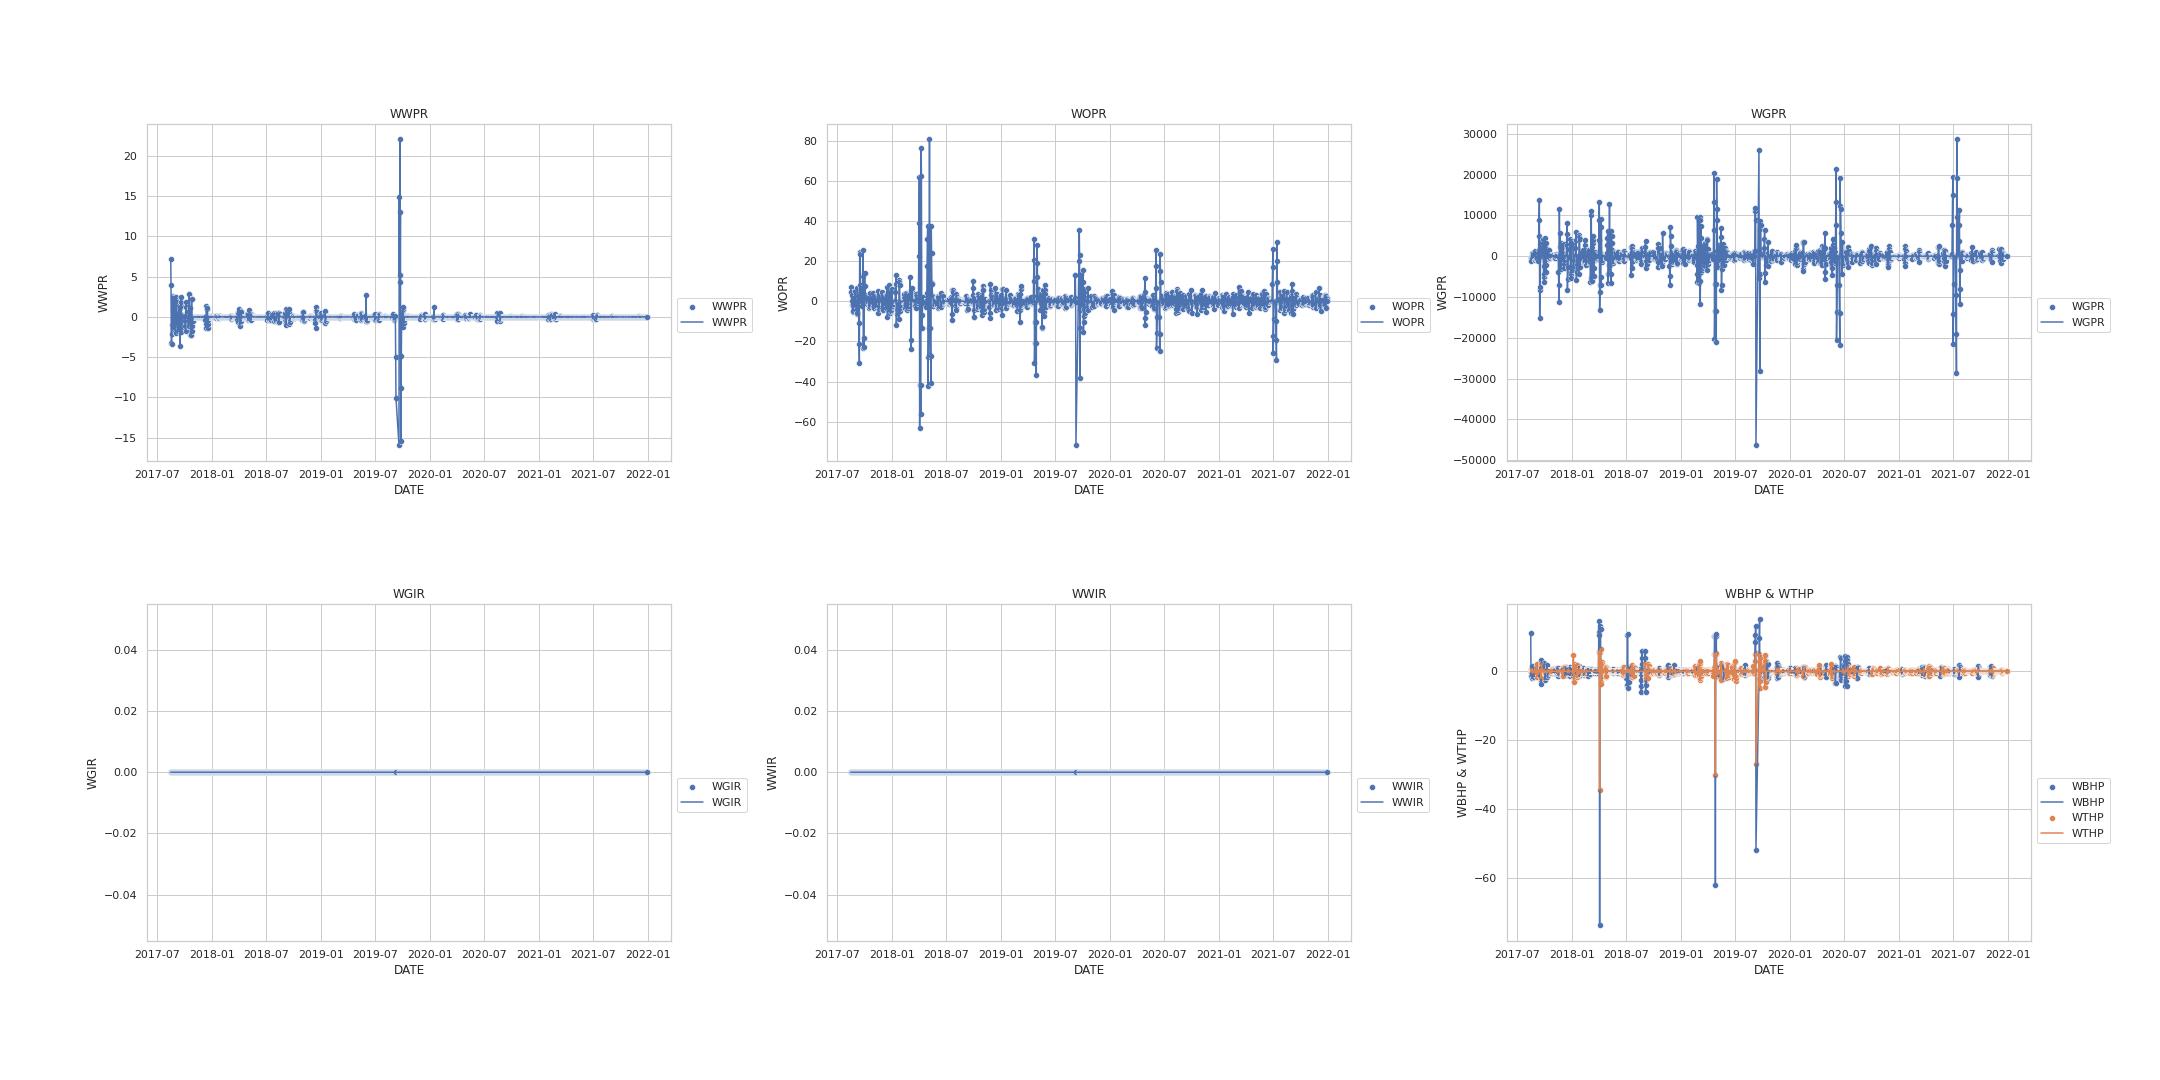 WWPR
WWPR
20
15
10
5
0
−5
−10
−15
2017-07 2018-01 2018-07 2019-01 2019-07 2020-01 2020-07 2021-01 2021-07 2022-01
DATE
WWPR
WWPR
WOPR
WOPR
80
60
40
20
0
−20
−40
−60
2017-07 2018-01 2018-07 2019-01 2019-07 2020-01 2020-07 2021-01 2021-07 2022-01
DATE
WOPR
WOPR
WGPR
WGPR
30000
20000
10000
0
−10000
−20000
−30000
−40000
−50000
2017-07 2018-01 2018-07 2019-01 2019-07 2020-01 2020-07 2021-01 2021-07 2022-01
DATE
WGPR
WGPR
WGIR
WGIR
0.04
0.02
0.00
−0.02
−0.04
2017-07 2018-01 2018-07 2019-01 2019-07 2020-01 2020-07 2021-01 2021-07 2022-01
DATE
WGIR
WGIR
WWIR
WWIR
0.04
0.02
0.00
−0.02
−0.04
2017-07 2018-01 2018-07 2019-01 2019-07 2020-01 2020-07 2021-01 2021-07 2022-01
DATE
WWIR
WWIR
WBHP & WTHP
WBHP & WTHP
0
−20
−40
−60
2017-07 2018-01 2018-07 2019-01 2019-07 2020-01 2020-07 2021-01 2021-07 2022-01
DATE
WBHP
WBHP
WTHP
WTHP